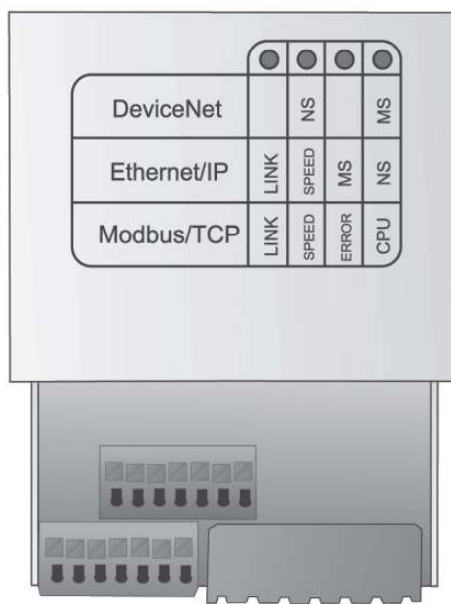 DeviceNet NS MS
Ethernet/IP LINK SPEED MS NS
Modbus/TCP LINK SPEED ERROR CPU